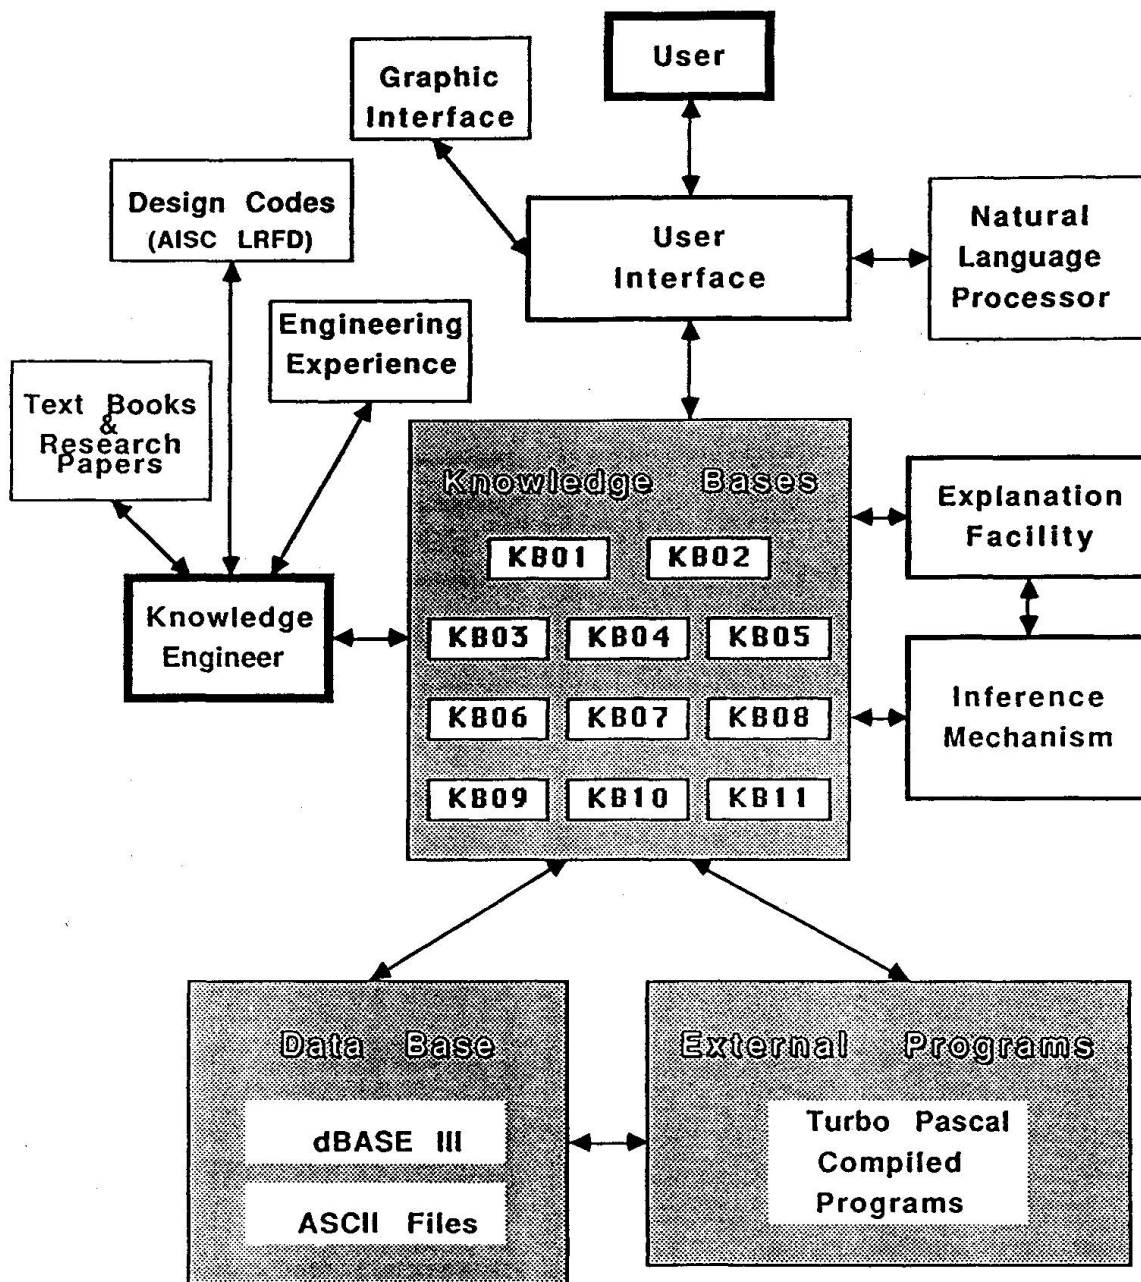 User
Graphic
Interface
Design Codes
(AISC LRFD)
User
Interface
Natural
Language
Processor
Engineering
Experience
Text Books
&
Research
Papers
Knowledge Bases
KB01 KB02
KB03 KB04 KB05
KB06 KB07 KB08
KB09 KB10 KB11
Explanation
Facility
Knowledge
Engineer
Inference
Mechanism
Data Base
dBASE III
ASCII Files
External Programs
Turbo Pascal
Compiled
Programs